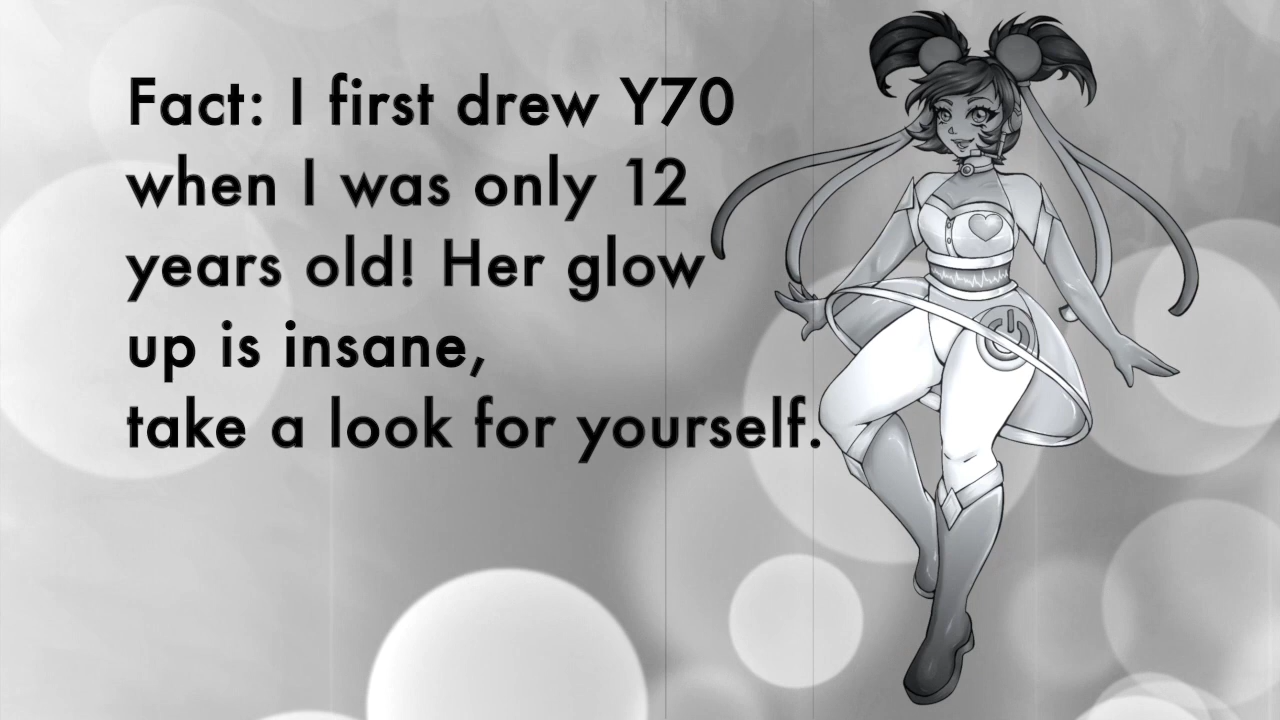 Fact: I first drew Y70
when I was only 12
years old! Her glow
up is insane,
take a look for yourself.